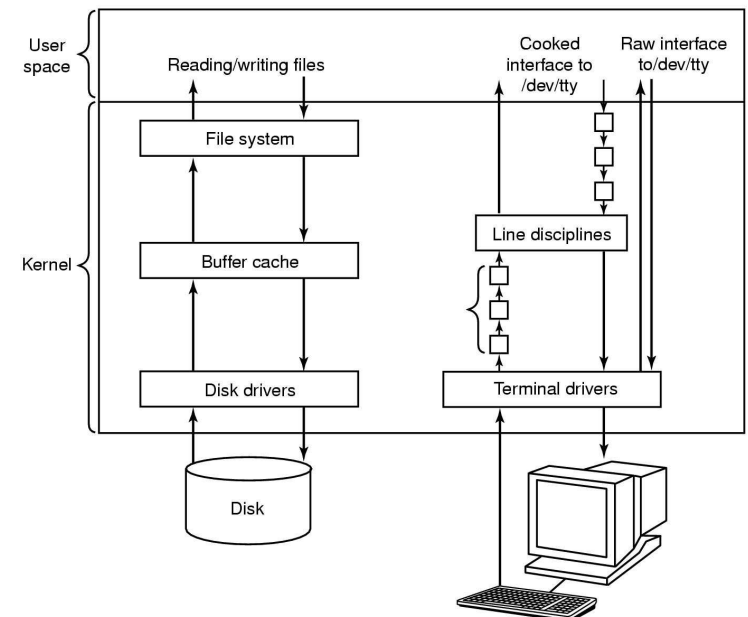 User
space
Reading/writing files
Cooked
interface to
/dev/tty
Raw interface
to/dev/tty
Kernel
File system
Buffer cache
Disk drivers
Disk
Line disciplines
Terminal drivers